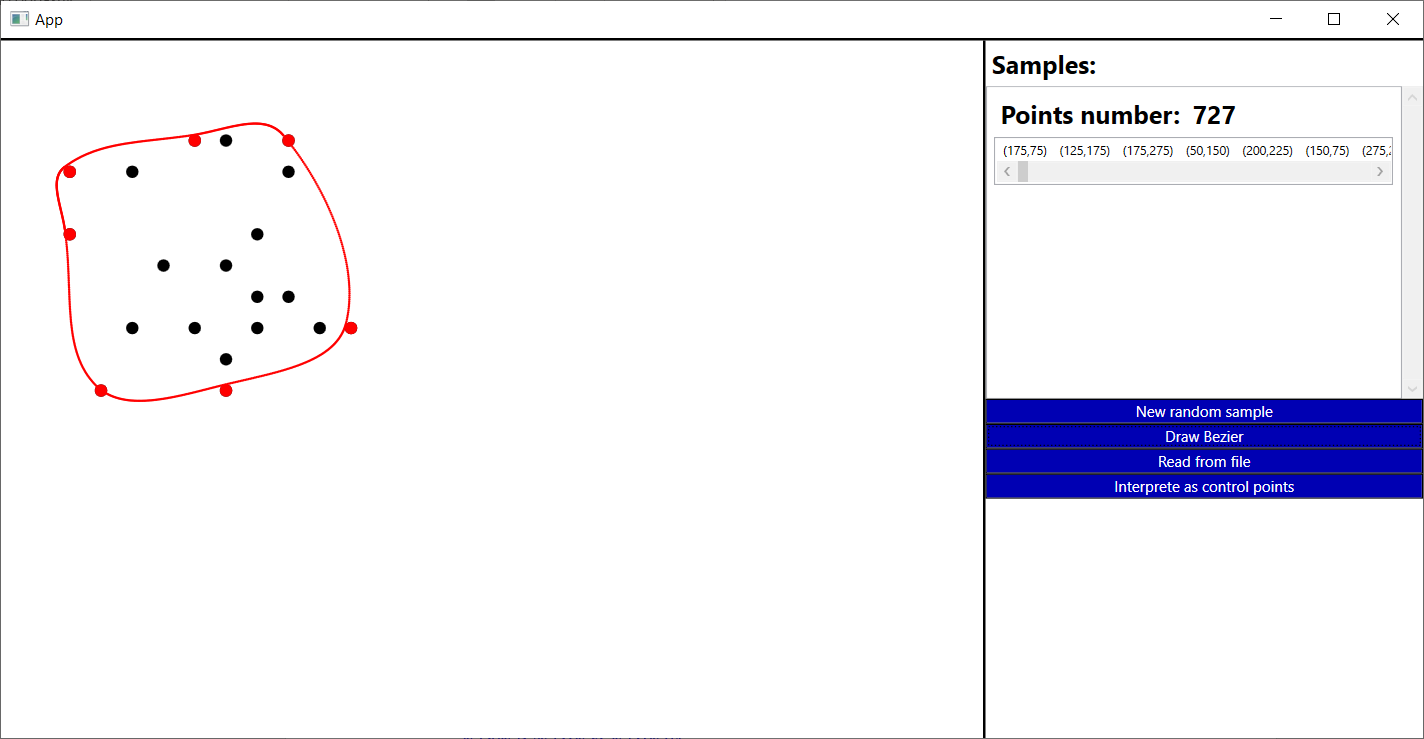 App
Samples:
Points number: 727
(175,75) (125,175) (175,275) (50,150) (200,225) (150,75) (275,
New random sample
Draw Bezier
Read from file
Interprete as control points